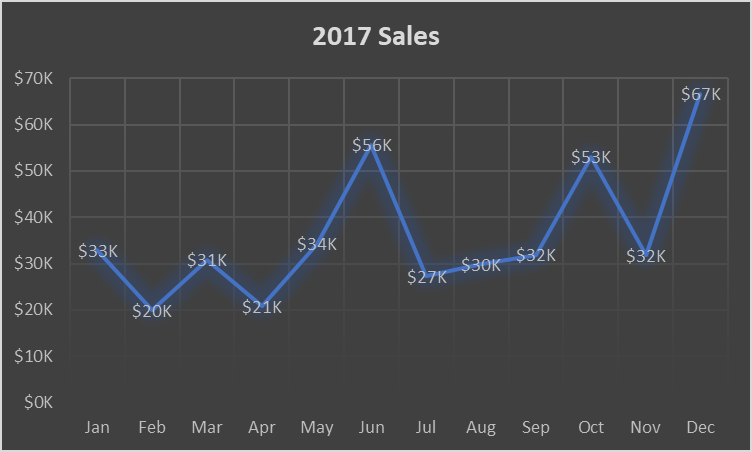 2017 Sales
$70K
$60K
$50K
$40K
$30K
$20K
$10K
$0K
$33K
$20K
$31K
$21K
$34K
$56K
$27K
$30K
$32K
$53K
$32K
$67K
Jan Feb Mar Apr May Jun Jul Aug Sep Oct Nov Dec